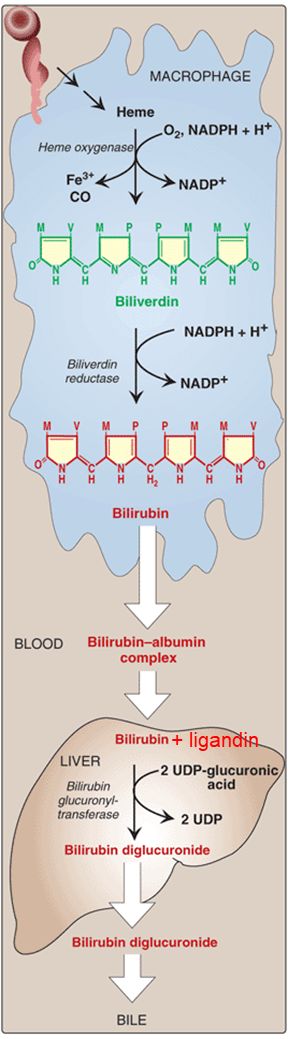 MACROPHAGE
Heme
Heme oxygenase
O2, NADPH + H+
Fe3+
CO
NADP+
M V M P P M M V
O N H C H N C H N H C H N H O
Biliverdin
NADPH + H+
Biliverdin
reductase
NADP+
M V M P P M M V
O N H C H N H C H2 N H C H N H O
Bilirubin
BLOOD
Bilirubin–albumin
complex
Bilirubin + ligandin
LIVER
2 UDP-glucuronic
acid
Bilirubin
glucuronyl-
transferase
2 UDP
Bilirubin diglucuronide
Bilirubin diglucuronide
BILE